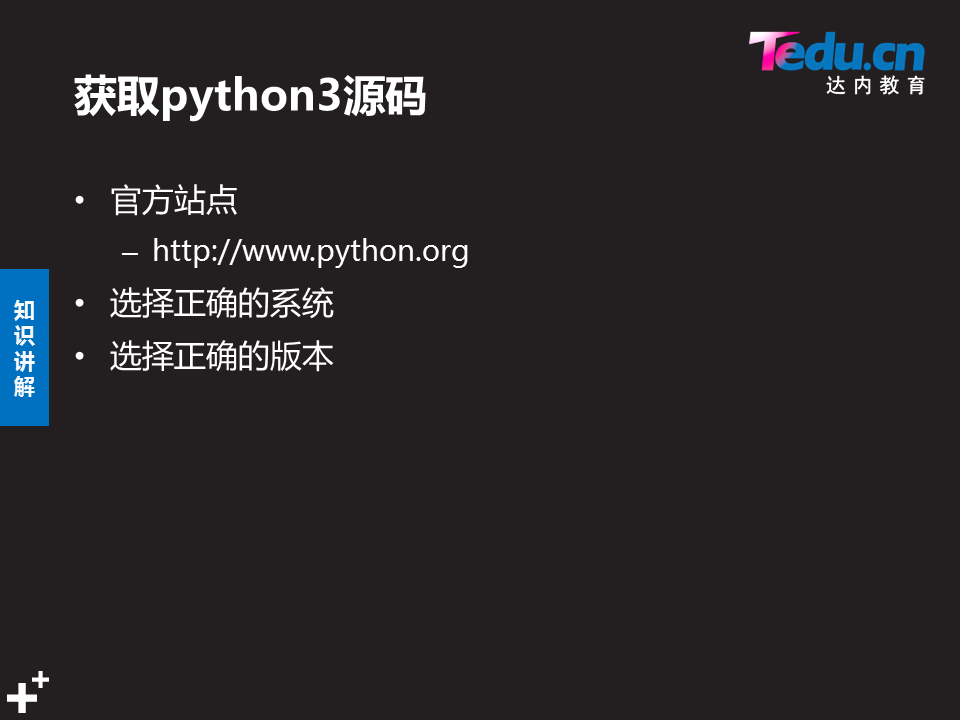 Tedu.cn
达内教育
获取python3源码
• 官方站点
– http://www.python.org
• 选择正确的系统
• 选择正确的版本
知识讲解